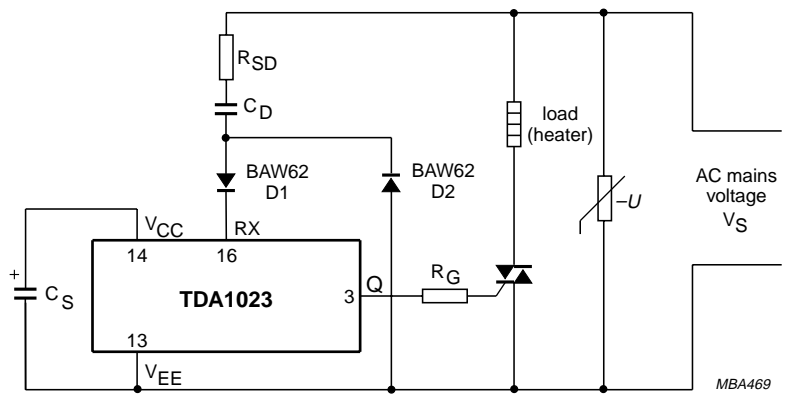 RSD
CD
load
(heater)
BAW62
D1
BAW62
D2
AC mains
voltage
VS
–U
VCC
RX
14
16
+
CS
TDA1023
3
Q
RG
13
VEE
MBA469